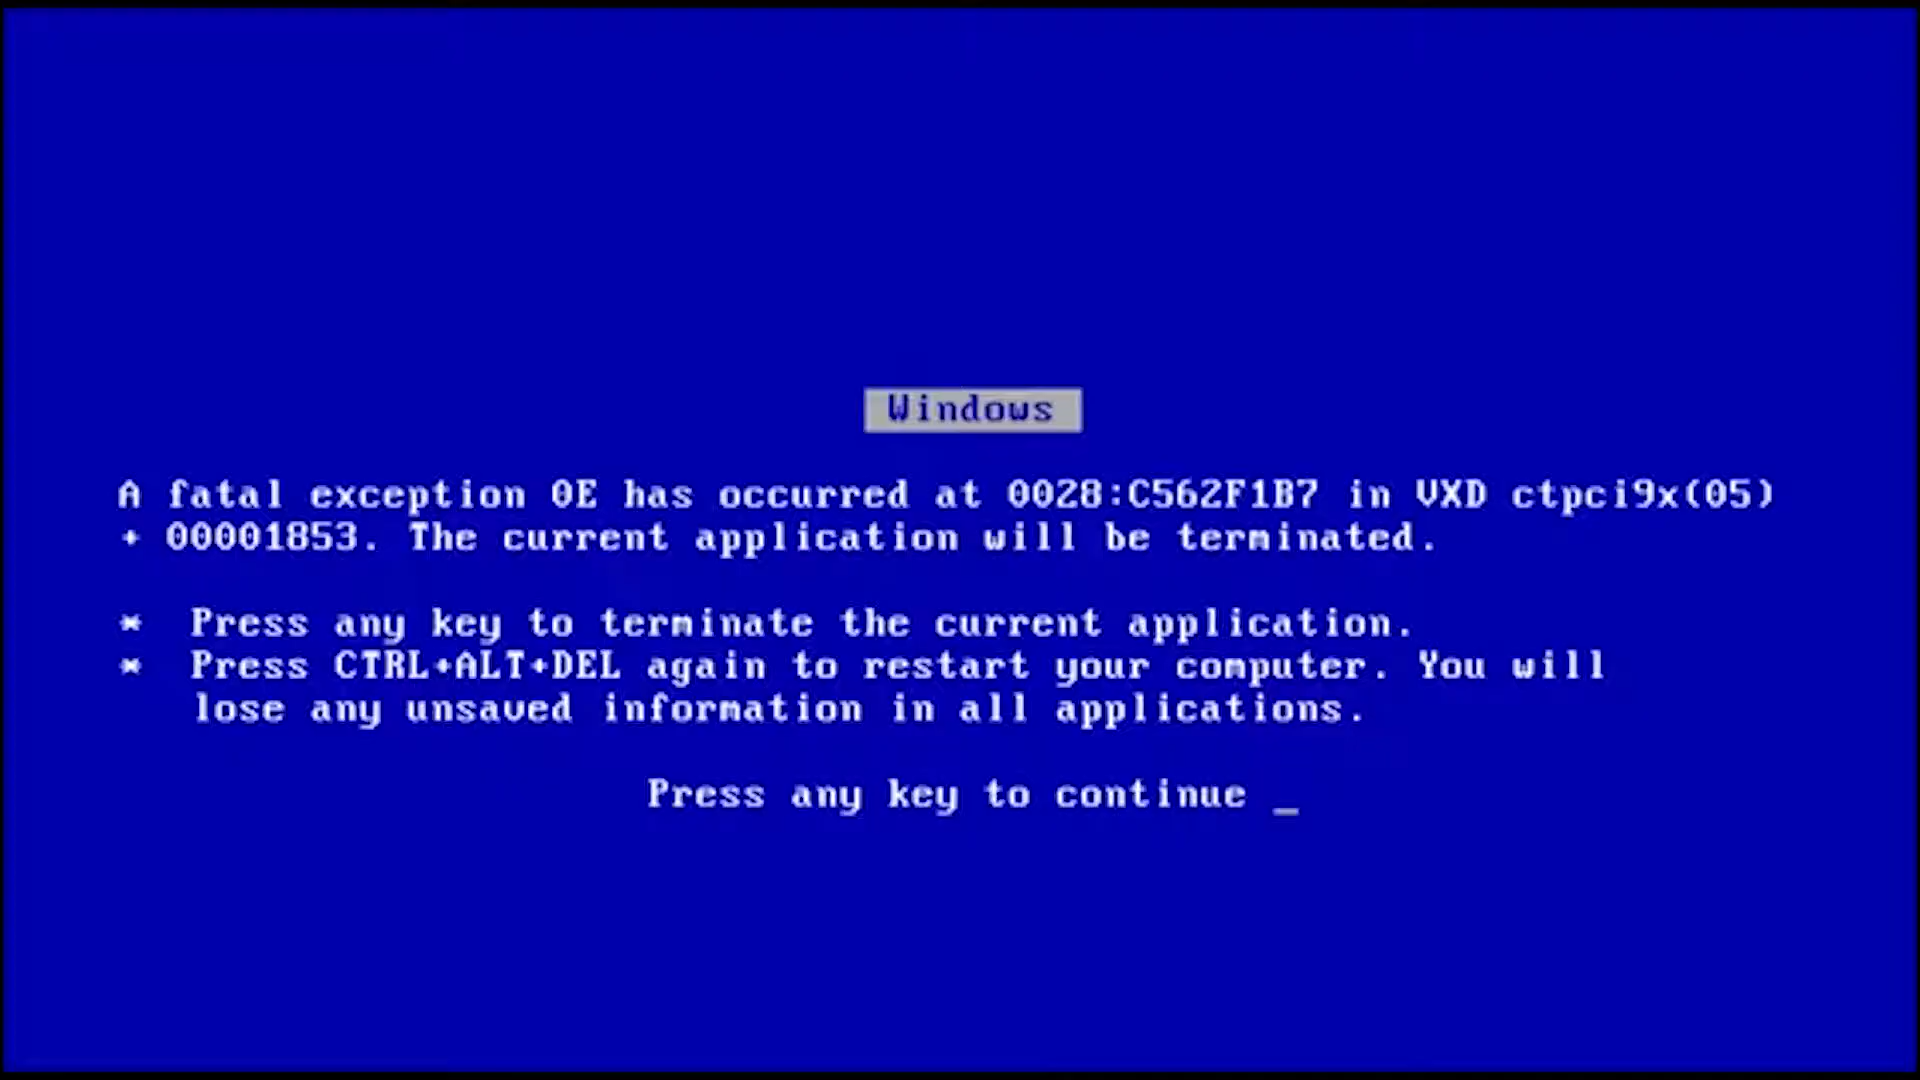 Windows
A fatal exception 0E has occurred at 0028:C562F1B7 in VXD ctpci9x(05)
+ 00001853. The current application will be terminated.
* Press any key to terminate the current application.
* Press CTRL+ALT+DEL again to restart your computer. You will
lose any unsaved information in all applications.
Press any key to continue _